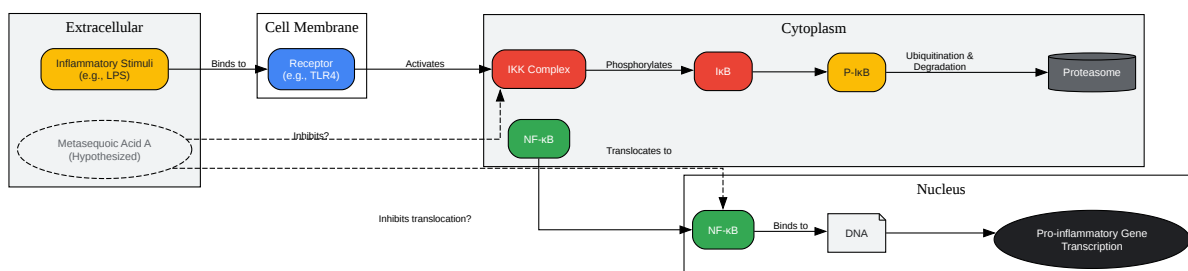 Extracellular
Inflammatory Stimuli
(e.g., LPS)
Metasequoic Acid A
(Hypothesized)
Binds to
Cell Membrane
Receptor
(e.g., TLR4)
Activates
Inhibits?
Cytoplasm
IKK Complex
Phosphorylates
IκB
P-IκB
Ubiquitination &
Degradation
Proteasome
NF-κB
Translocates to
Inhibits translocation?
Nucleus
NF-κB
Binds to
DNA
Pro-inflammatory Gene
Transcription